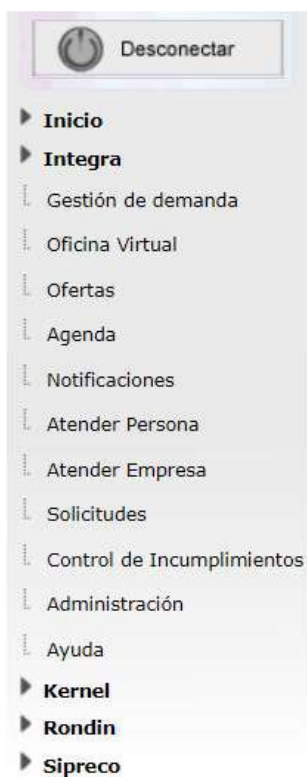 Desconectar
Inicio
Integra
Gestión de demanda
Oficina Virtual
Ofertas
Agenda
Notificaciones
Atender Persona
Atender Empresa
Solicitudes
Control de Incumplimientos
Administración
Ayuda
Kernel
Rondin
Sipreco